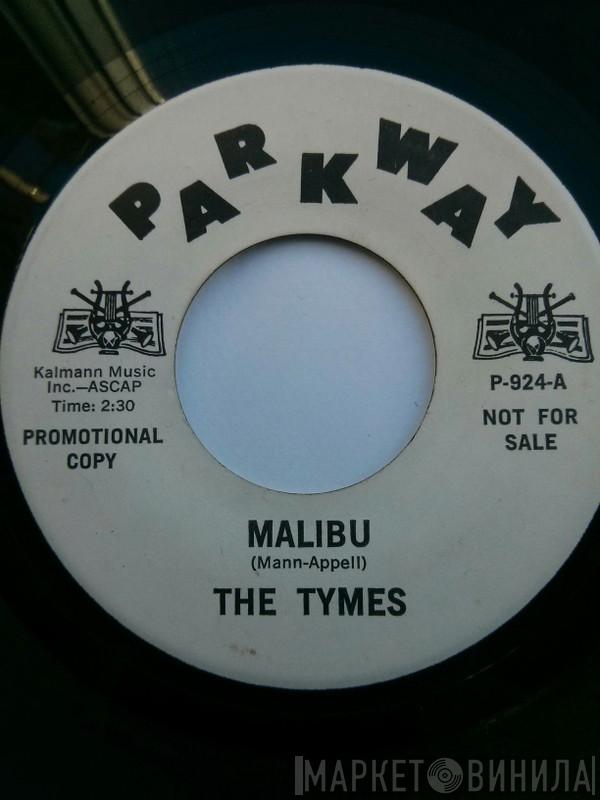 PARKWAY
Kalmann Music
Inc.—ASCAP
Time: 2:30
PROMOTIONAL
COPY
P-924-A
NOT FOR
SALE
MALIBU
(Mann-Appell)
THE TYMES
МАРКЕТ ВИНИЛА